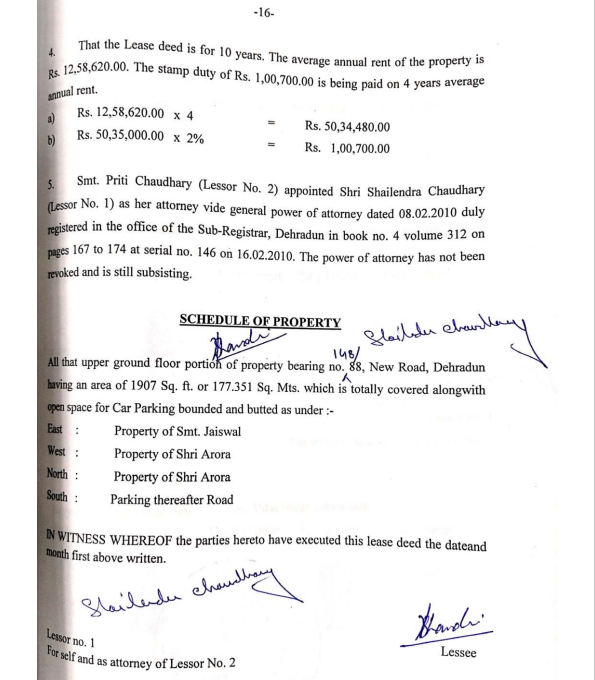 -16-
4. That the Lease deed is for 10 years. The average annual rent of the property is
Rs. 12,58,620.00. The stamp duty of Rs. 1,00,700.00 is being paid on 4 years average
annual rent.
a) Rs. 12,58,620.00 x 4 = Rs. 50,34,480.00
b) Rs. 50,35,000.00 x 2% = Rs. 1,00,700.00
5. Smt. Priti Chaudhary (Lessor No. 2) appointed Shri Shailendra Chaudhary
(Lessor No. 1) as her attorney vide general power of attorney dated 08.02.2010 duly
registered in the office of the Sub-Registrar, Dehradun in book no. 4 volume 312 on
pages 167 to 174 at serial no. 146 on 16.02.2010. The power of attorney has not been
revoked and is still subsisting.
SCHEDULE OF PROPERTY
Shailendra Chaudhary
148/
All that upper ground floor portion of property bearing no. 88, New Road, Dehradun
having an area of 1907 Sq. ft. or 177.351 Sq. Mts. which is totally covered alongwith
open space for Car Parking bounded and butted as under :-
East : Property of Smt. Jaiswal
West : Property of Shri Arora
North : Property of Shri Arora
South : Parking thereafter Road
IN WITNESS WHEREOF the parties hereto have executed this lease deed the dateand
month first above written.
Shailendra Chaudhary
Lessor no. 1
For self and as attorney of Lessor No. 2
Lessee